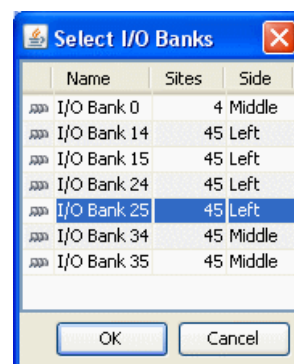 Select I/O Banks
Name Sites Side
I/O Bank 0 4 Middle
I/O Bank 14 45 Left
I/O Bank 15 45 Left
I/O Bank 24 45 Left
I/O Bank 25 45 Left
I/O Bank 34 45 Middle
I/O Bank 35 45 Middle
OK Cancel